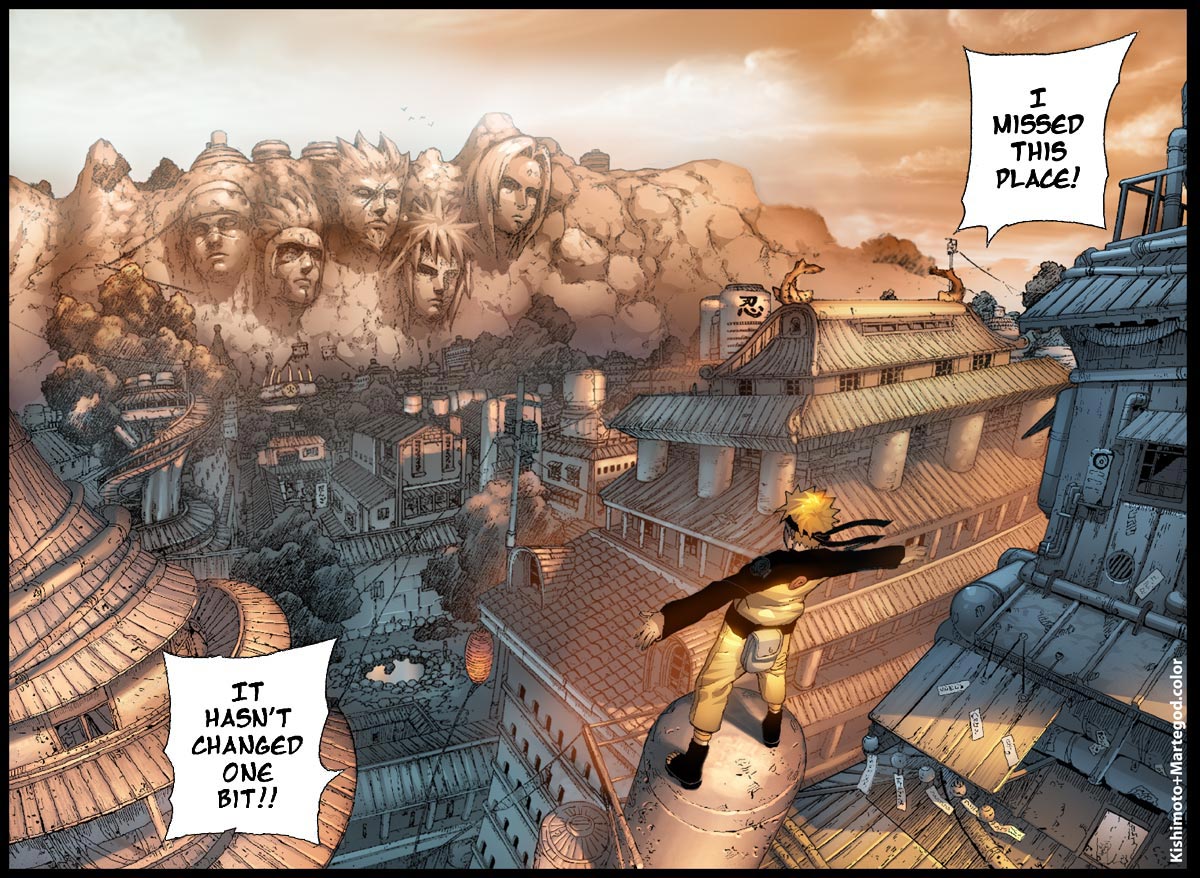 I
MISSED
THIS
PLACE!
忍
IT
HASN'T
CHANGED
ONE
BIT!!
Kishimoto+Martegod.color